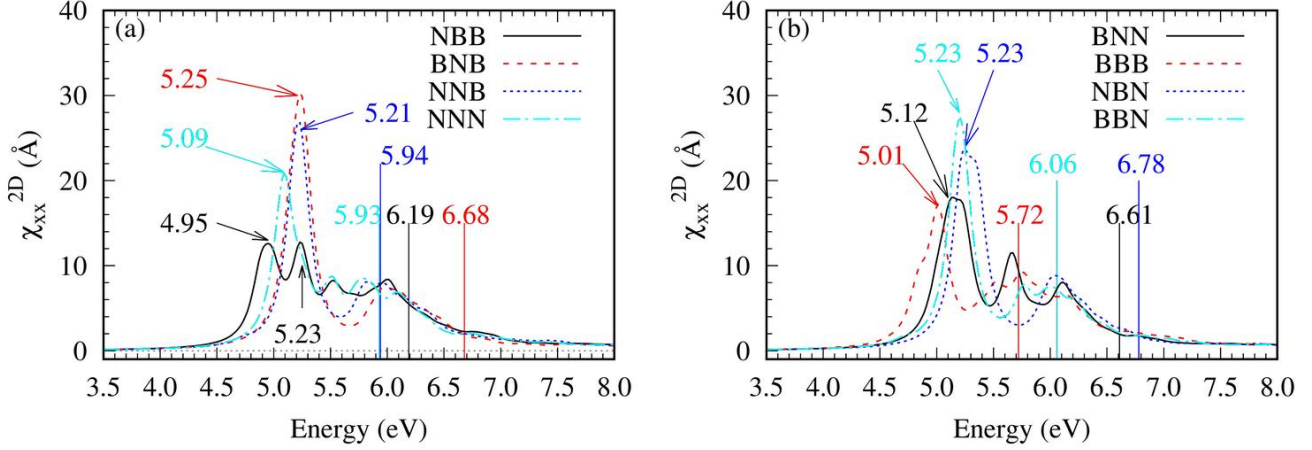 (a)
NBB
BNB
NNB
NNN
5.25
5.21
5.09
5.94
4.95
5.93
6.19
6.68
5.23
40
30
20
10
0
χxx2D (Å)
3.5 4.0 4.5 5.0 5.5 6.0 6.5 7.0 7.5 8.0
Energy (eV)
(b)
BNN
BBB
NBN
BBN
5.23 5.23
5.12
5.01
6.06 6.78
5.72
6.61
40
30
20
10
0
χxx2D (Å)
3.5 4.0 4.5 5.0 5.5 6.0 6.5 7.0 7.5 8.0
Energy (eV)